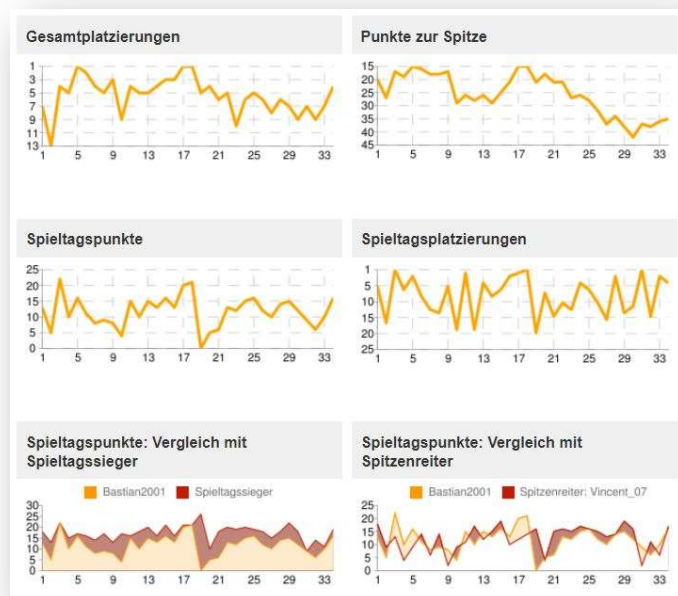 Gesamtplatzierungen
1
3
5
7
9
11
13
1 5 9 13 17 21 25 29 33
Punkte zur Spitze
15
20
25
30
35
40
45
1 5 9 13 17 21 25 29 33
Spieltagspunkte
25
20
15
10
5
0
1 5 9 13 17 21 25 29 33
Spieltagsplatzierungen
1
5
10
15
20
25
1 5 9 13 17 21 25 29 33
Spieltagspunkte: Vergleich mit
Spieltagssieger
Bastian2001 Spieltagssieger
30
25
20
15
10
5
0
1 5 9 13 17 21 25 29 33
Spieltagspunkte: Vergleich mit
Spitzenreiter
Bastian2001 Spitzenreiter: Vincent_07
25
20
15
10
5
0
1 5 9 13 17 21 25 29 33